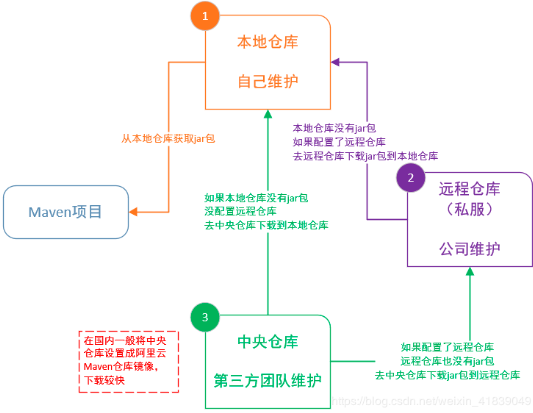 1
本地仓库
自己维护
从本地仓库获取jar包
本地仓库没有jar包
如果配置了远程仓库
去远程仓库下载jar包到本地仓库
2
远程仓库
（私服）
公司维护
Maven项目
如果本地仓库没有jar包
没配置远程仓库
去中央仓库下载到本地仓库
3
中央仓库
第三方团队维护
在国内一般将中央
仓库设置成阿里云
Maven仓库镜像，
下载较快
如果配置了远程仓库
远程仓库也没有jar包
去中央仓库下载jar包到远程仓库
https://blog.csdn.net/weixin_41839049